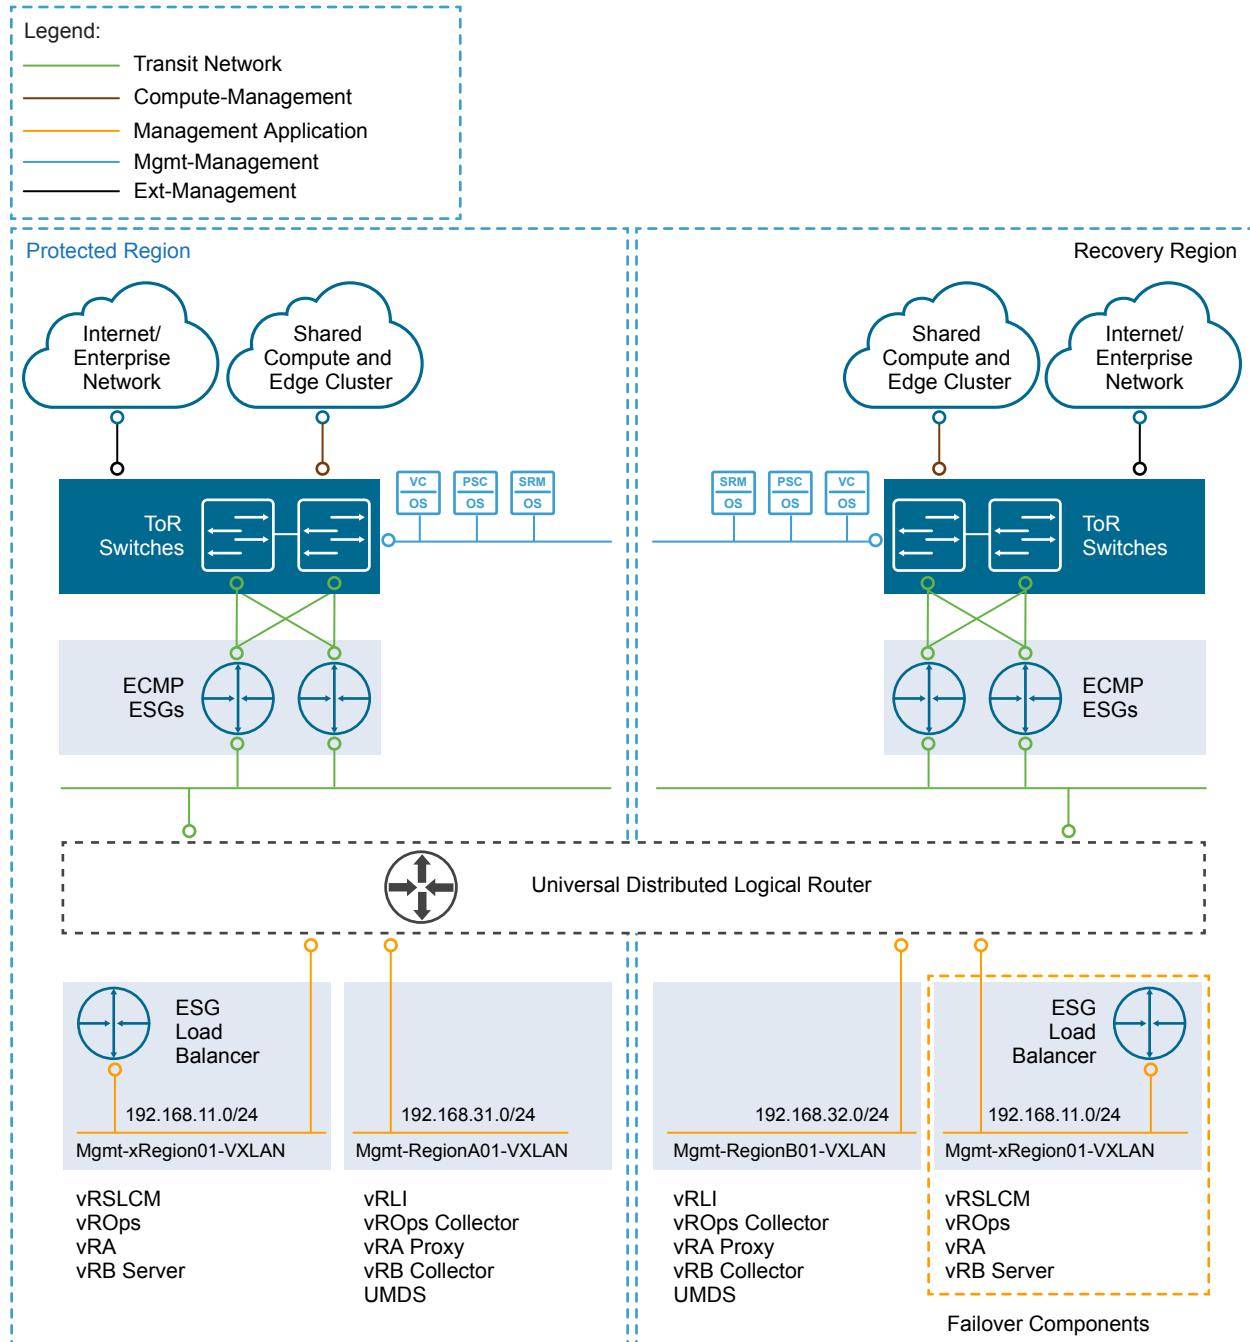 Legend:
Transit Network
Compute-Management
Management Application
Mgmt-Management
Ext-Management
Protected Region
Recovery Region
Internet/
Enterprise
Network
Shared
Compute and
Edge Cluster
Shared
Compute and
Edge Cluster
Internet/
Enterprise
Network
ToR
Switches
VC
OS
PSC
OS
SRM
OS
SRM
OS
PSC
OS
VC
OS
ToR
Switches
ECMP
ESGs
ECMP
ESGs
Universal Distributed Logical Router
ESG
Load
Balancer
192.168.11.0/24
Mgmt-xRegion01-VXLAN
vRSLCM
vROps
vRA
vRB Server
192.168.31.0/24
Mgmt-RegionA01-VXLAN
vRLI
vROps Collector
vRA Proxy
vRB Collector
UMDS
192.168.32.0/24
Mgmt-RegionB01-VXLAN
vRLI
vROps Collector
vRA Proxy
vRB Collector
UMDS
ESG
Load
Balancer
192.168.11.0/24
Mgmt-xRegion01-VXLAN
vRSLCM
vROps
vRA
vRB Server
Failover Components